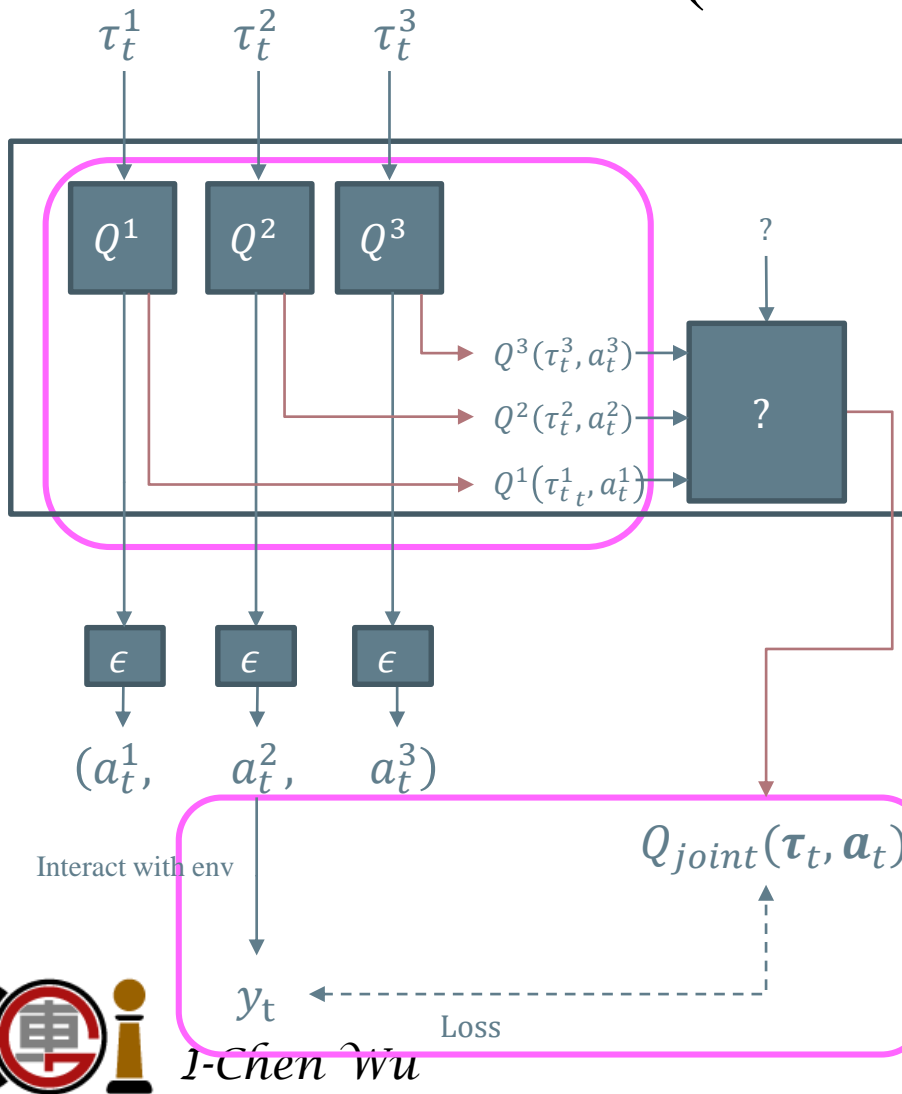 (
τ_t^1 τ_t^2 τ_t^3
Q^1 Q^2 Q^3
?
Q^3(τ_t^3, a_t^3)
Q^2(τ_t^2, a_t^2)
?
Q^1(τ_t^1_t, a_t^1)
ϵ ϵ ϵ
(a_t^1, a_t^2, a_t^3)
Q_joint(τ_t, a_t)
Interact with env
y_t
Loss
車
I-Chen Wu